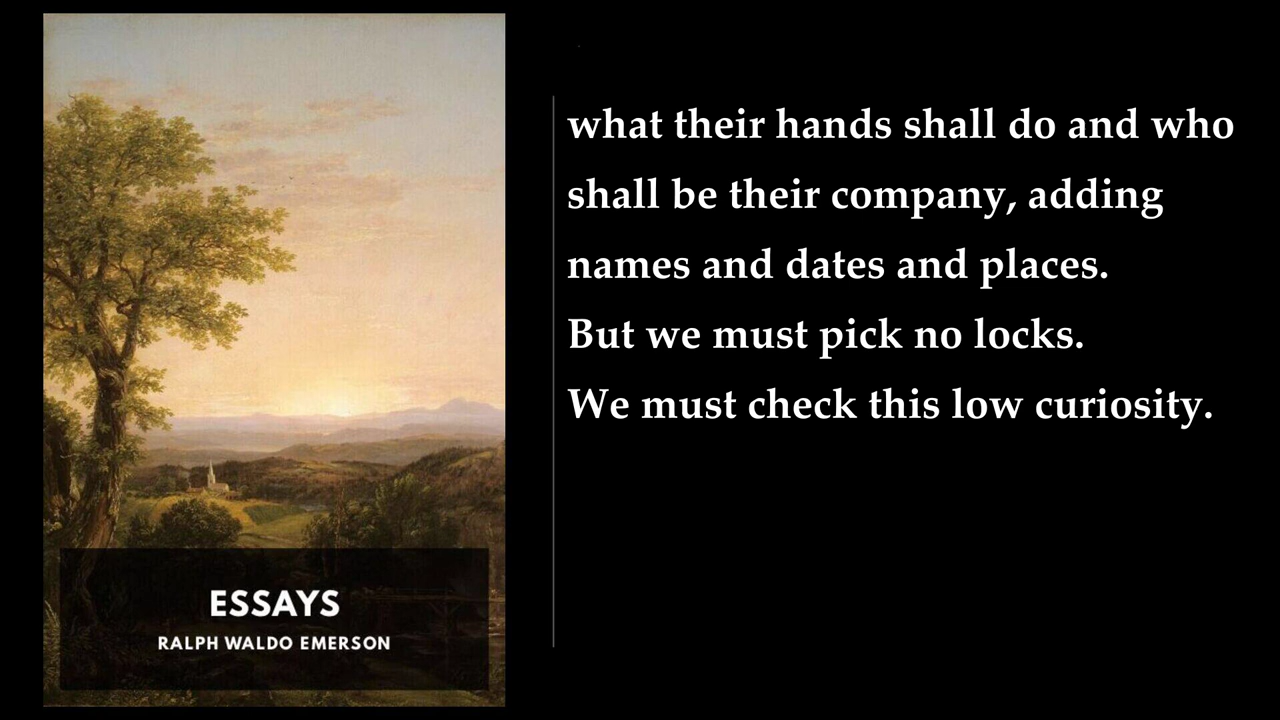 ESSAYS
RALPH WALDO EMERSON
what their hands shall do and who
shall be their company, adding
names and dates and places.
But we must pick no locks.
We must check this low curiosity.